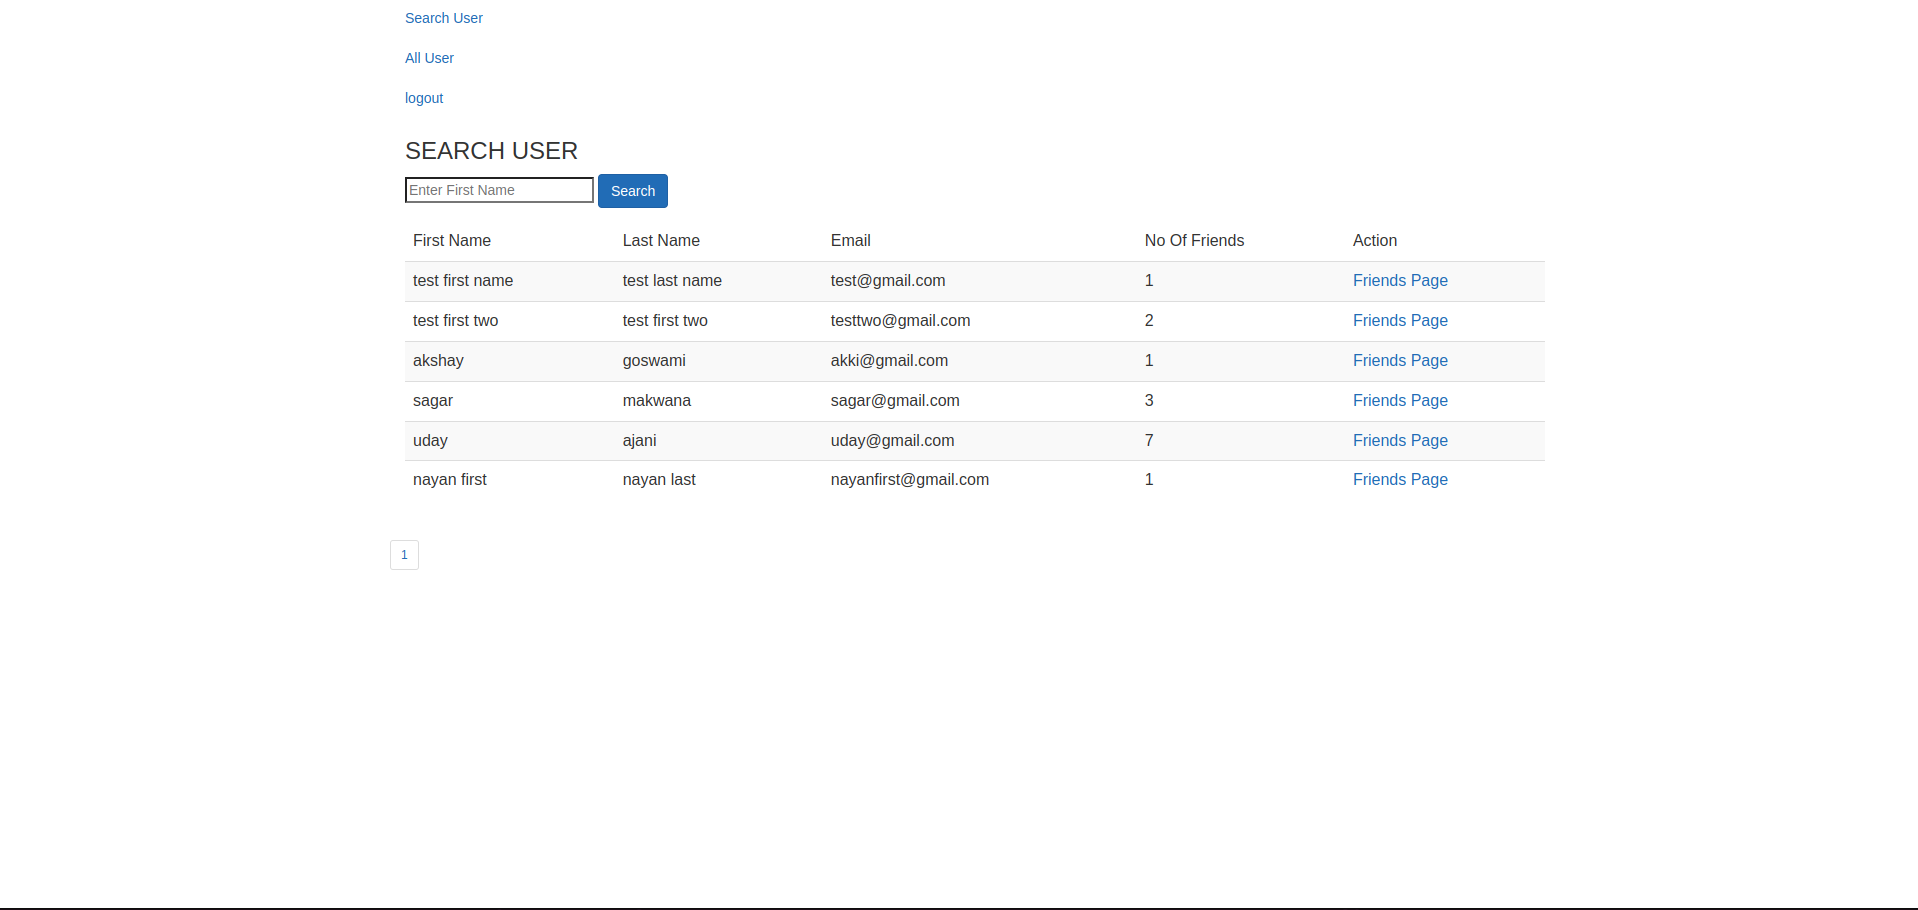 Search User
All User
logout
SEARCH USER
Enter First Name Search
First Name Last Name Email No Of Friends Action
test first name test last name test@gmail.com 1 Friends Page
test first two test first two testtwo@gmail.com 2 Friends Page
akshay goswami akki@gmail.com 1 Friends Page
sagar makwana sagar@gmail.com 3 Friends Page
uday ajani uday@gmail.com 7 Friends Page
nayan first nayan last nayanfirst@gmail.com 1 Friends Page
1